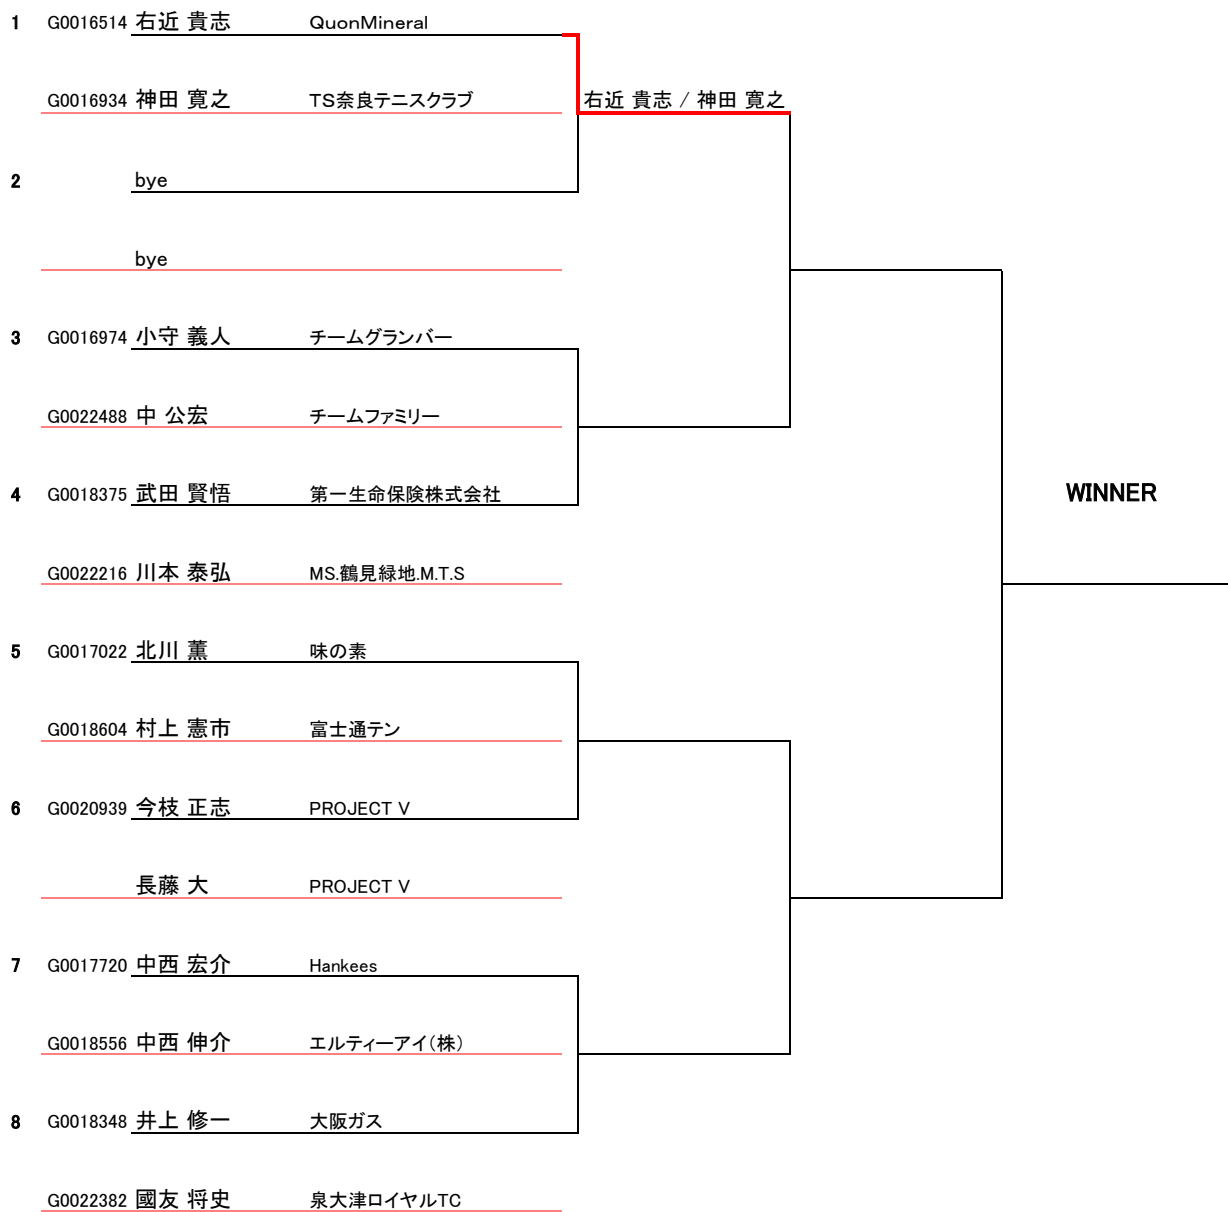 1 G0016514 右近 貴志 QuonMineral
G0016934 神田 寛之 TS奈良テニスクラブ 右近 貴志 / 神田 寛之
2 bye
bye
3 G0016974 小守 義人 チームグランバー
G0022488 中 公宏 チームファミリー
4 G0018375 武田 賢悟 第一生命保険株式会社 WINNER
G0022216 川本 泰弘 MS.鶴見緑地.M.T.S
5 G0017022 北川 薫 味の素
G0018604 村上 憲市 富士通テン
6 G0020939 今枝 正志 PROJECT V
長藤 大 PROJECT V
7 G0017720 中西 宏介 Hankees
G0018556 中西 伸介 エルティーアイ(株)
8 G0018348 井上 修一 大阪ガス
G0022382 國友 将史 泉大津ロイヤルTC